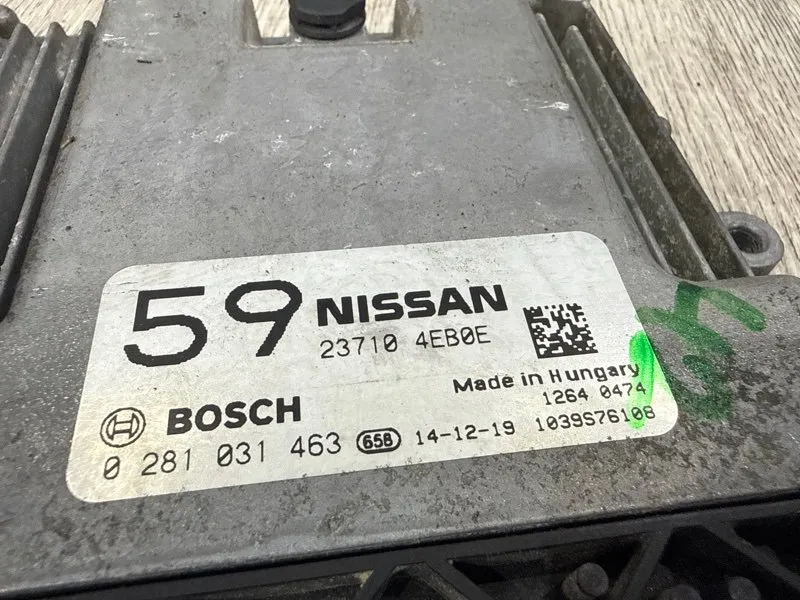 59 NISSAN
23710 4EB0E
Made in Hungary
1264 0474
BOSCH
0 281 031 463 658 14-12-19 1039S76108